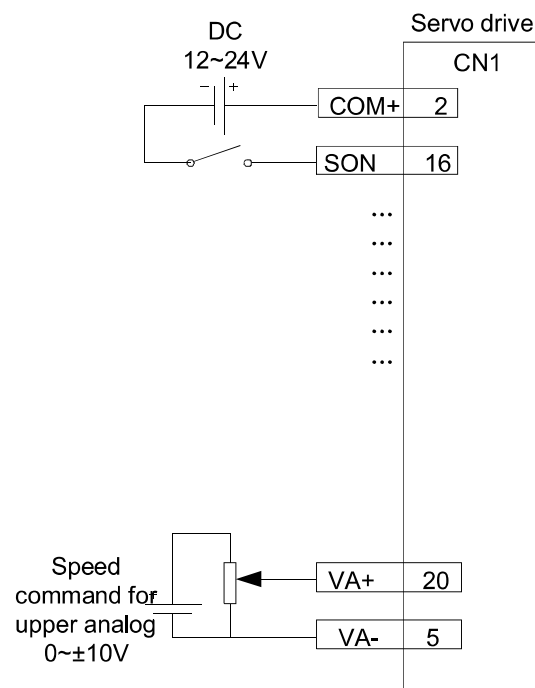 Servo drive
DC
12~24V
CN1
− +
COM+ 2
SON 16
...
...
...
...
...
...
Speed
command for
upper analog
0~±10V
VA+ 20
VA- 5